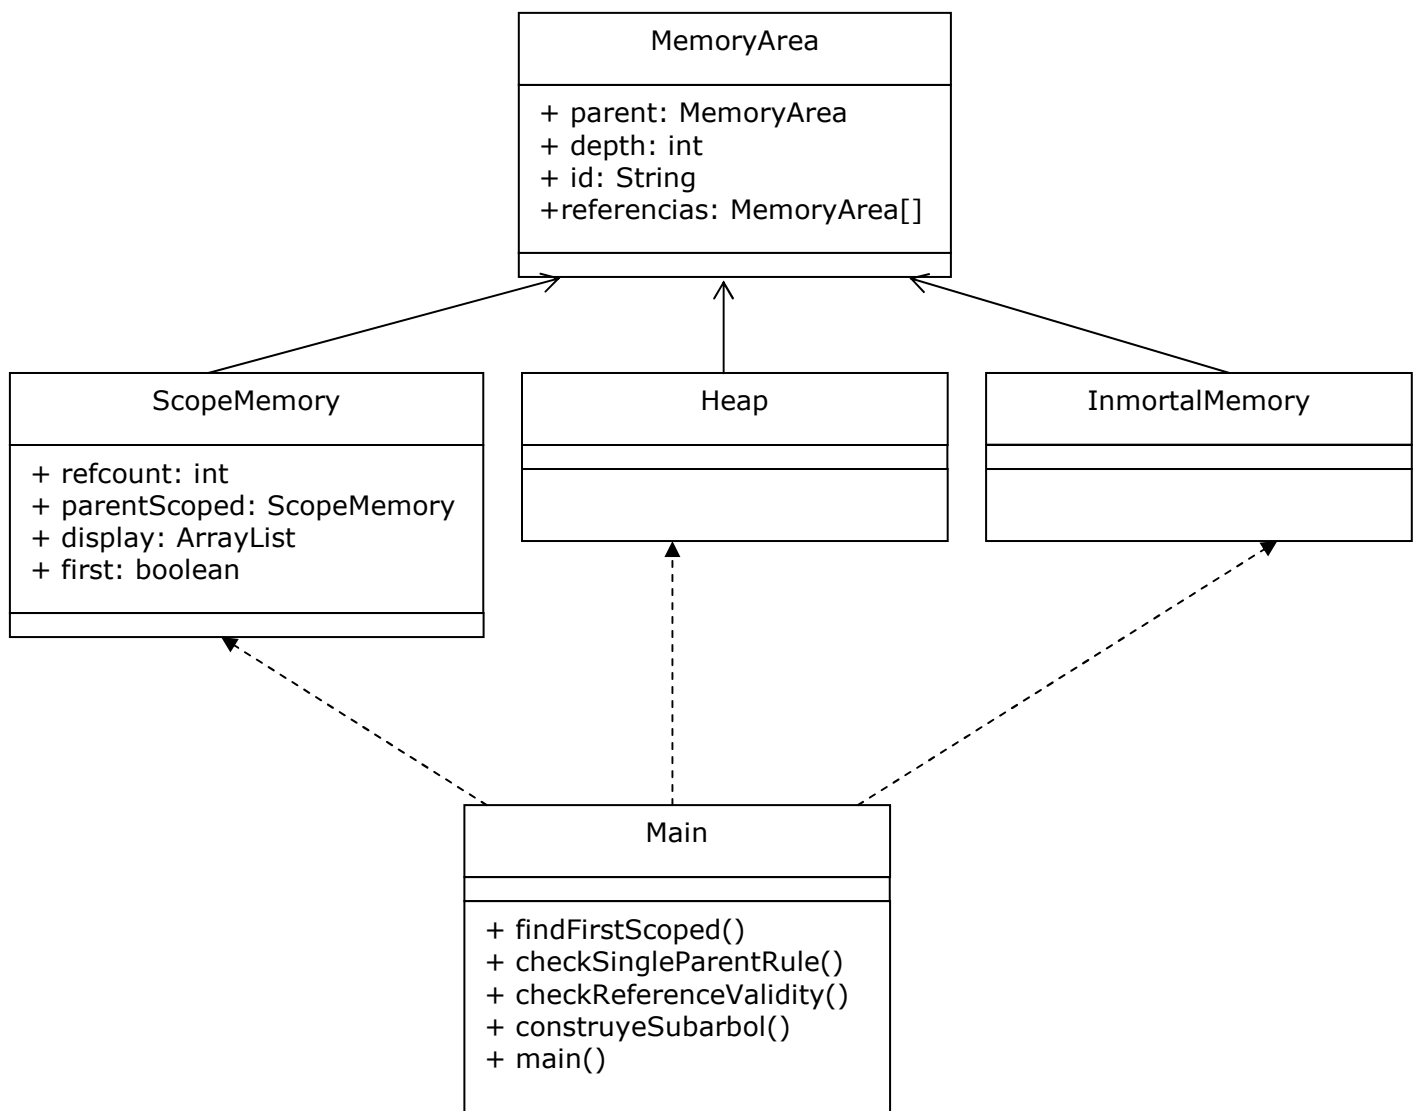 MemoryArea
+ parent: MemoryArea
+ depth: int
+ id: String
+referencias: MemoryArea[]
ScopeMemory
+ refcount: int
+ parentScoped: ScopeMemory
+ display: ArrayList
+ first: boolean
Heap
InmortalMemory
Main
+ findFirstScoped()
+ checkSingleParentRule()
+ checkReferenceValidity()
+ construyeSubarbol()
+ main()